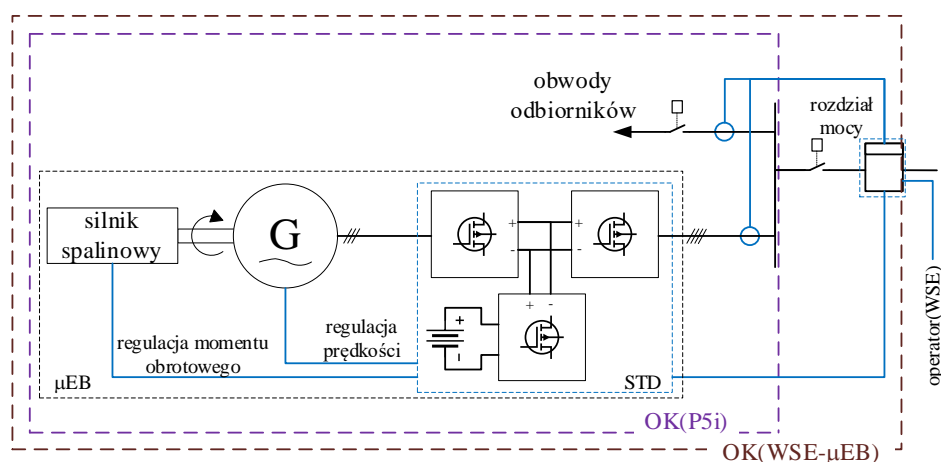 obwody
odbiorników
rozdział
mocy
silnik
spalinowy
G
+
-
+
-
+ -
+
−
regulacja
prędkości
regulacja momentu
obrotowego
μEB
STD
operator(WSE)
OK(P5i)
OK(WSE-μEB)